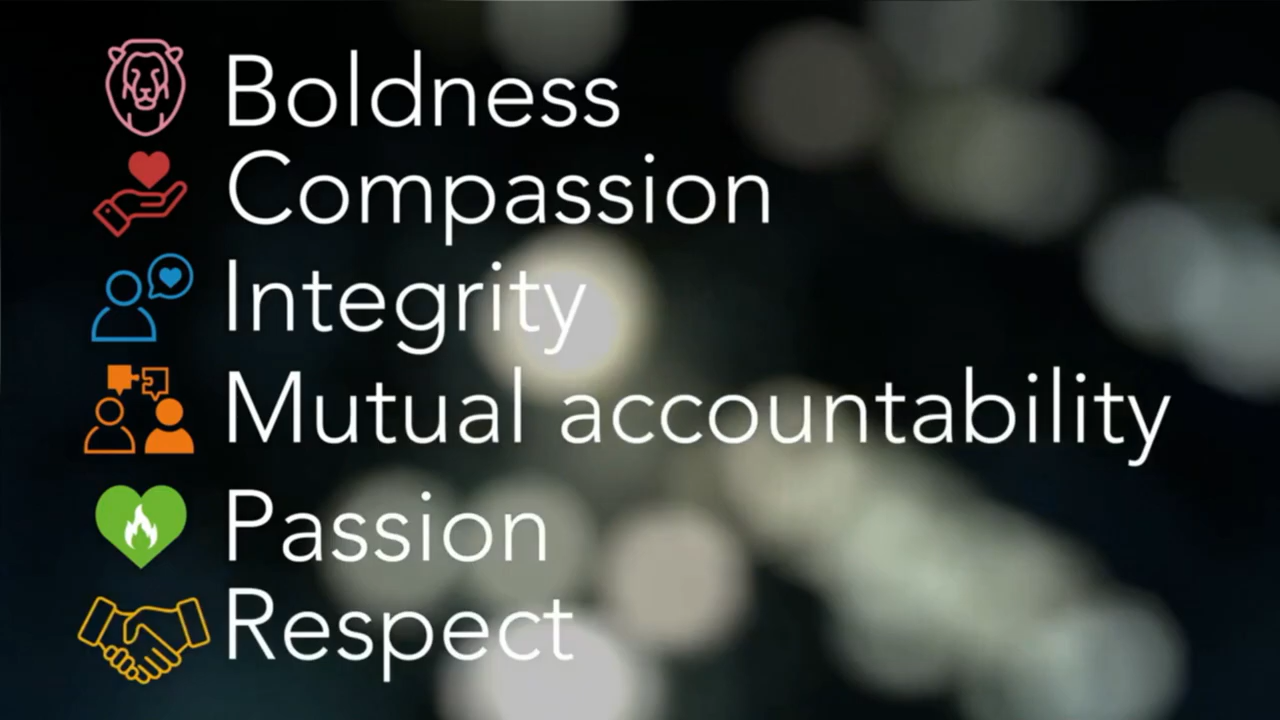 Boldness
Compassion
Integrity
Mutual accountability
Passion
Respect